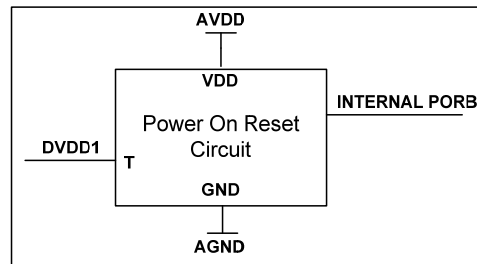 AVDD
VDD
INTERNAL PORB
Power On Reset
Circuit
DVDD1
T
GND
AGND